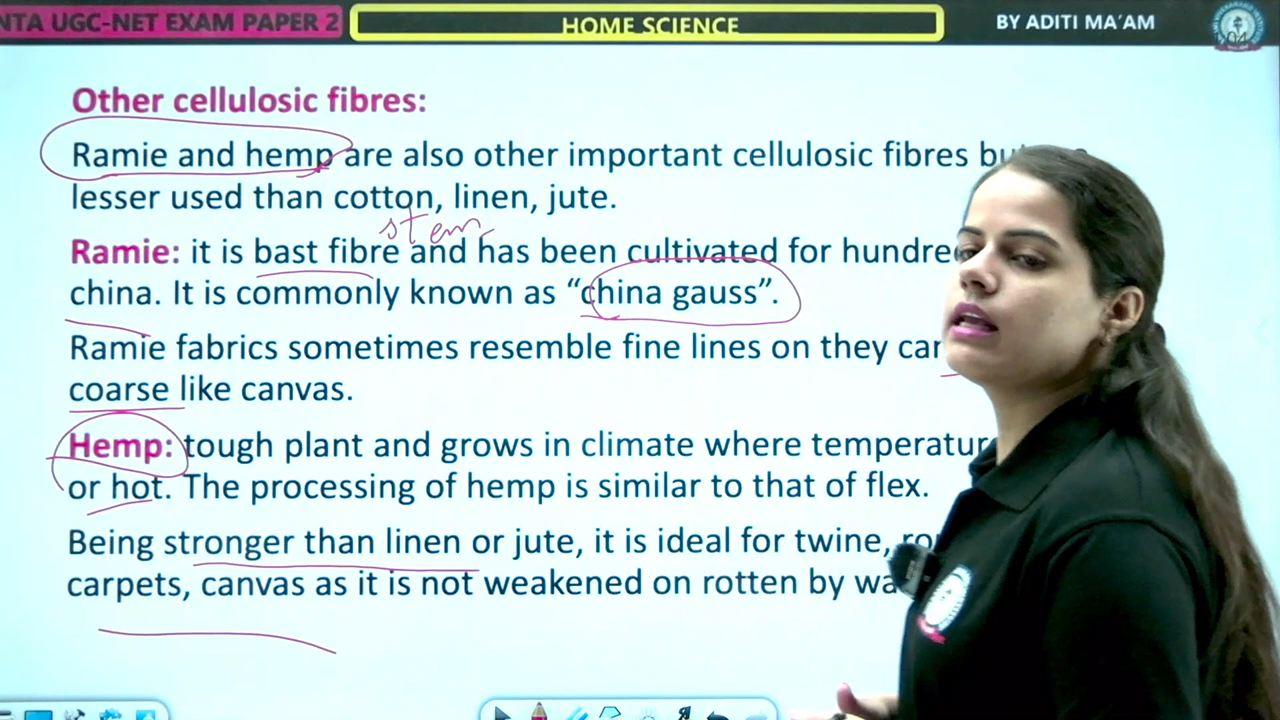 NTA UGC-NET EXAM PAPER 2
HOME SCIENCE
BY ADITI MA'AM
Other cellulosic fibres:
Ramie and hemp are also other important cellulosic fibres
lesser used than cotton, linen, jute.
stem
Ramie: it is bast fibre and has been cultivated for
china. It is commonly known as “china gauss”.
Ramie fabrics sometimes resemble fine lines on they
coarse like canvas.
Hemp: tough plant and grows in climate where
or hot. The processing of hemp is similar to that of flex.
Being stronger than linen or jute, it is ideal for twine,
carpets, canvas as it is not weakened on rotten by